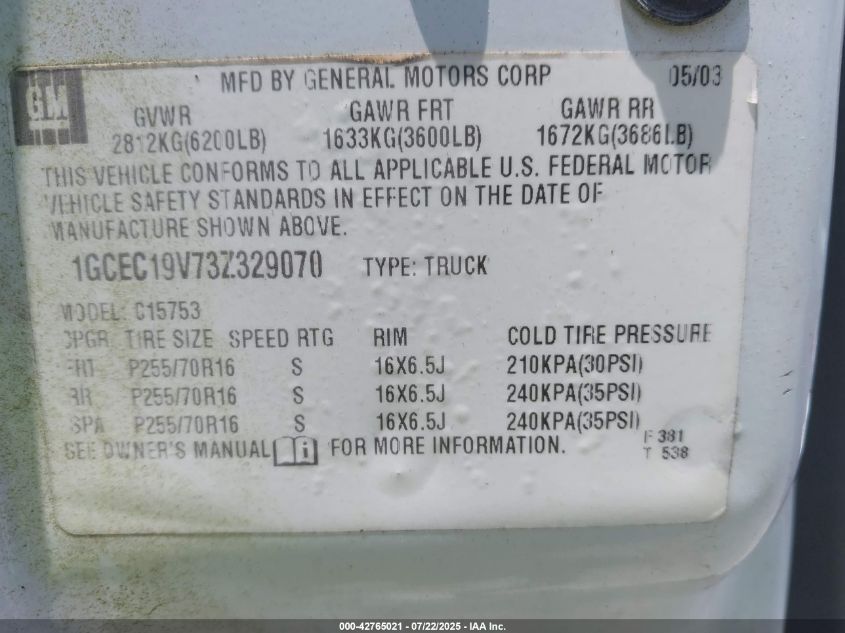 GM
MFD BY GENERAL MOTORS CORP 05/03
GVWR GAWR FRT GAWR RR
2812KG(6200LB) 1633KG(3600LB) 1672KG(3686LB)
THIS VEHICLE CONFORMS TO ALL APPLICABLE U.S. FEDERAL MOTOR
VEHICLE SAFETY STANDARDS IN EFFECT ON THE DATE OF
MANUFACTURE SHOWN ABOVE.
1GCEC19V73Z329070 TYPE: TRUCK
MODEL: C15753
SPGR TIRE SIZE SPEED RTG RIM COLD TIRE PRESSURE
FRT P255/70R16 S 16X6.5J 210KPA(30PSI)
RR P255/70R16 S 16X6.5J 240KPA(35PSI)
SPA P255/70R16 S 16X6.5J 240KPA(35PSI)
SEE OWNER'S MANUAL i FOR MORE INFORMATION.
F 381
T 538
000-42765021 - 07/22/2025 - IAA Inc.